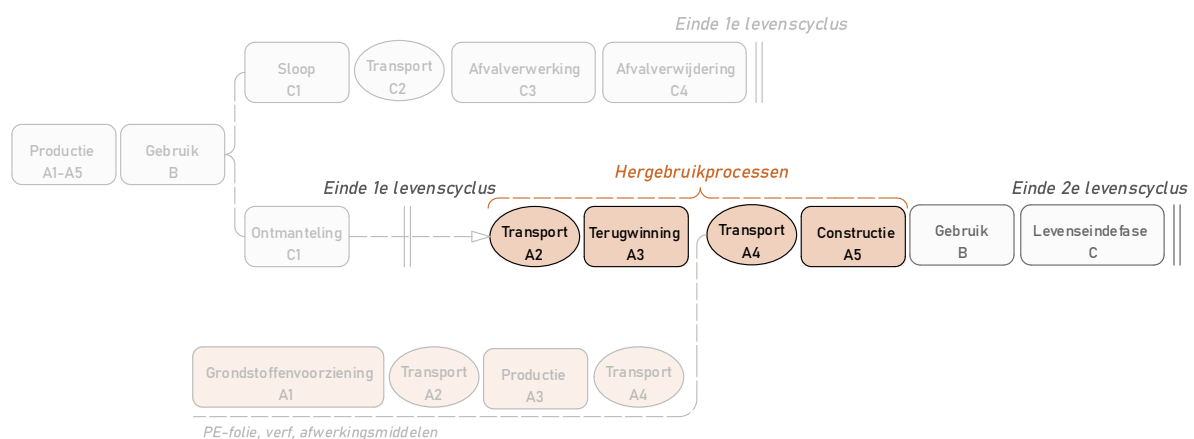 Einde 1e levenscyclus
Sloop
C1
Transport
C2
Afvalverwerking
C3
Afvalverwijdering
C4
Productie
A1-A5
Gebruik
B
Hergebruikprocessen
Einde 1e levenscyclus
Einde 2e levenscyclus
Ontmanteling
C1
Transport
A2
Terugwinning
A3
Transport
A4
Constructie
A5
Gebruik
B
Levenseindefase
C
Grondstoffenvoorziening
A1
Transport
A2
Productie
A3
Transport
A4
PE-folie, verf, afwerkingsmiddelen